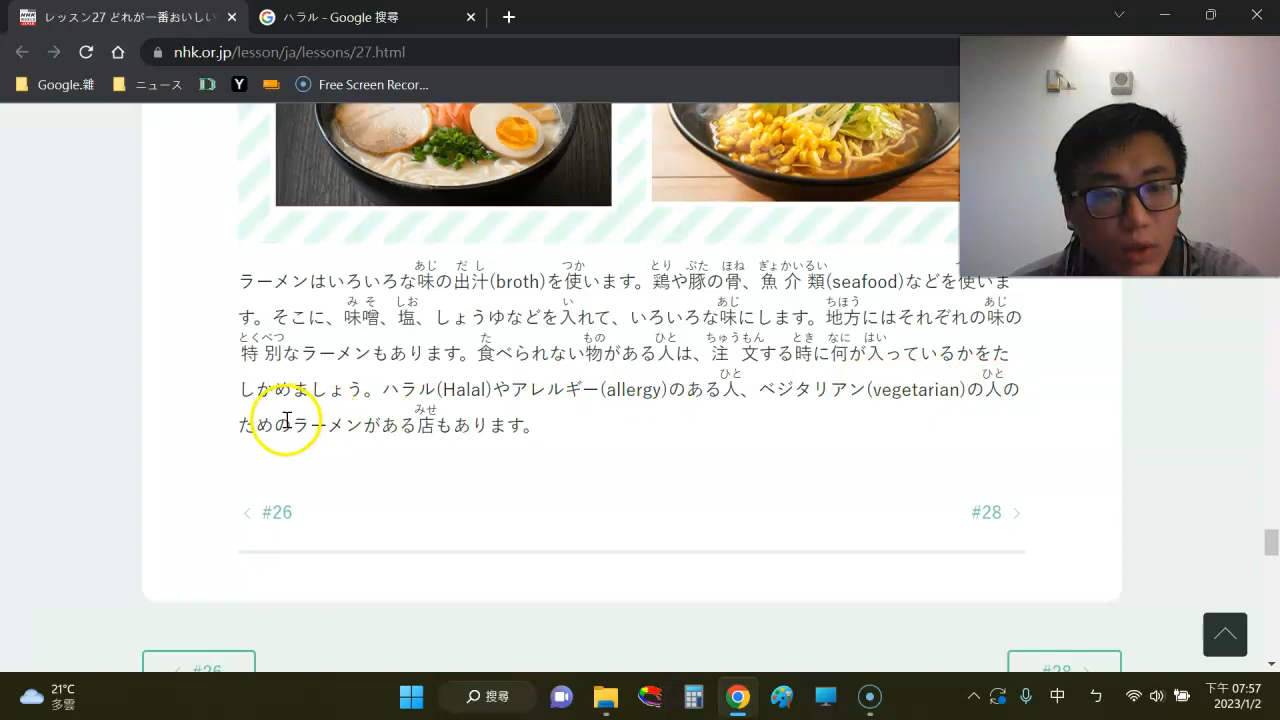 レッスン27 どれが一番おいしい
ハラル - Google 搜尋
nhk.or.jp/lesson/ja/lessons/27.html
Google.雜
ニュース
Y
Free Screen Recor...
あじ だし つか とり ぶた ほね ぎょかいるい
ラーメンはいろいろな味の出汁(broth)を使います。鶏や豚の骨、魚介類(seafood)などを使いま
みそ しお い あじ ちほう あじ
す。そこに、味噌、塩、しょうゆなどを入れて、いろいろな味にします。地方にはそれぞれの味の
とくべつ た もの ひと ちゅうもん とき なに はい
特別なラーメンもあります。食べられない物がある人は、注文する時に何が入っているかをた
ひと ひと
しかめましょう。ハラル(Halal)やアレルギー(allergy)のある人、ベジタリアン(vegetarian)の人の
みせ
ためのラーメンがある店もあります。
#26 #28
#26 #28
21°C
多雲
搜尋
中
下午 07:57
2023/1/2